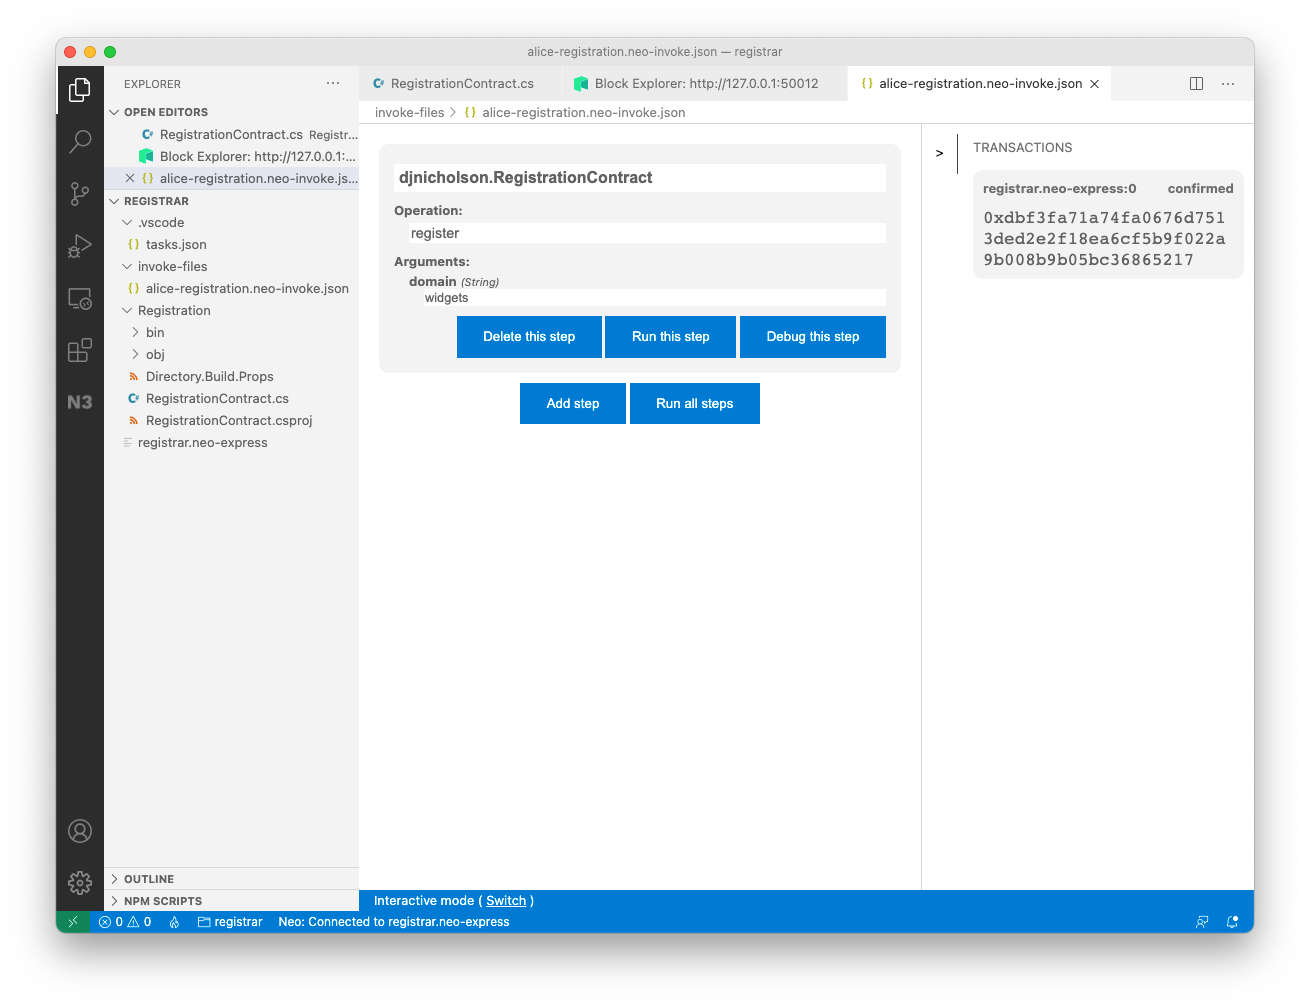 alice-registration.neo-invoke.json — registrar
EXPLORER
RegistrationContract.cs
Block Explorer: http://127.0.0.1:50012
alice-registration.neo-invoke.json
OPEN EDITORS
RegistrationContract.cs Registr...
Block Explorer: http://127.0.0.1:...
alice-registration.neo-invoke.js...
REGISTRAR
.vscode
tasks.json
invoke-files
alice-registration.neo-invoke.json
Registration
bin
obj
Directory.Build.Props
RegistrationContract.cs
RegistrationContract.csproj
registrar.neo-express
N3
OUTLINE
NPM SCRIPTS
invoke-files > alice-registration.neo-invoke.json
djnicholson.RegistrationContract
Operation:
register
Arguments:
domain (String)
widgets
Delete this step
Run this step
Debug this step
Add step
Run all steps
>
TRANSACTIONS
registrar.neo-express:0 confirmed
0xdbf3fa71a74fa0676d751
3ded2e2f18ea6cf5b9f022a
9b008b9b05bc36865217
Interactive mode ( Switch )
0 0 registrar Neo: Connected to registrar.neo-express